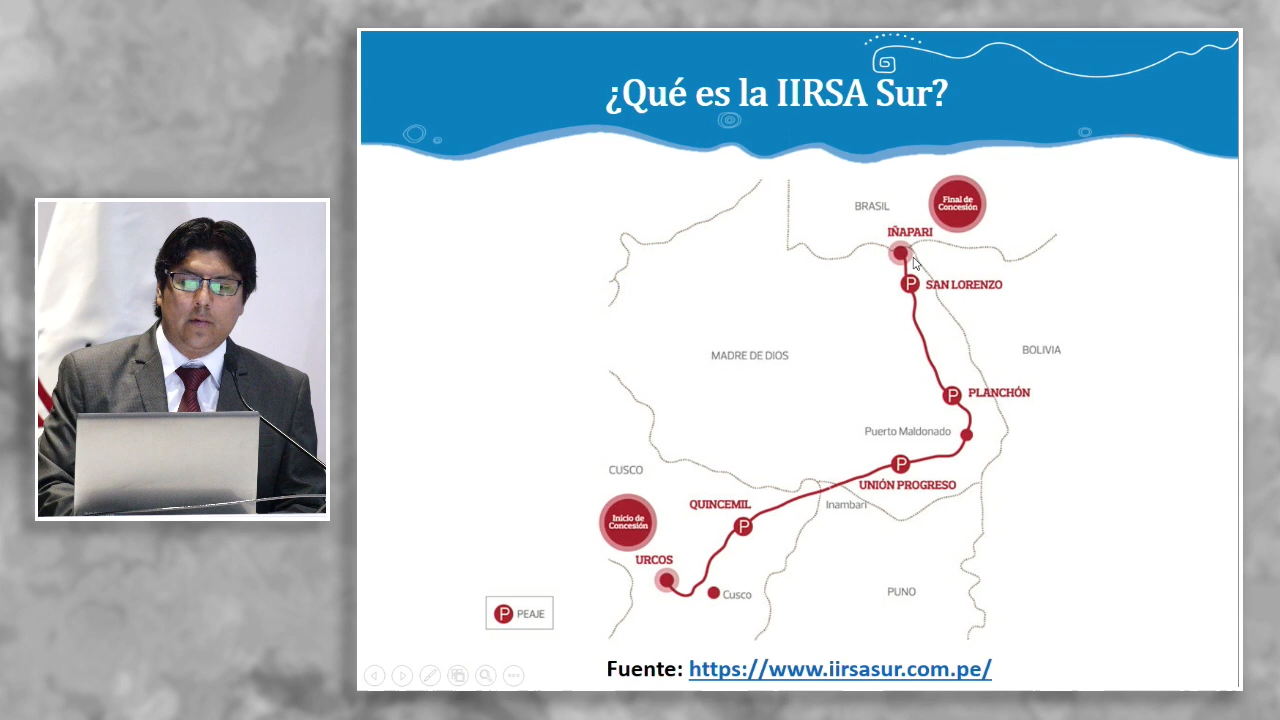 ¿Qué es la IIRSA Sur?
Final de
Concesión
BRASIL
IÑAPARI
P SAN LORENZO
MADRE DE DIOS
BOLIVIA
P PLANCHÓN
Puerto Maldonado
P
UNIÓN PROGRESO
CUSCO
QUINCEMIL
P
Inambari
Inicio de
Concesión
URCOS
Cusco
PUNO
P PEAJE
Fuente: https://www.iirsasur.com.pe/